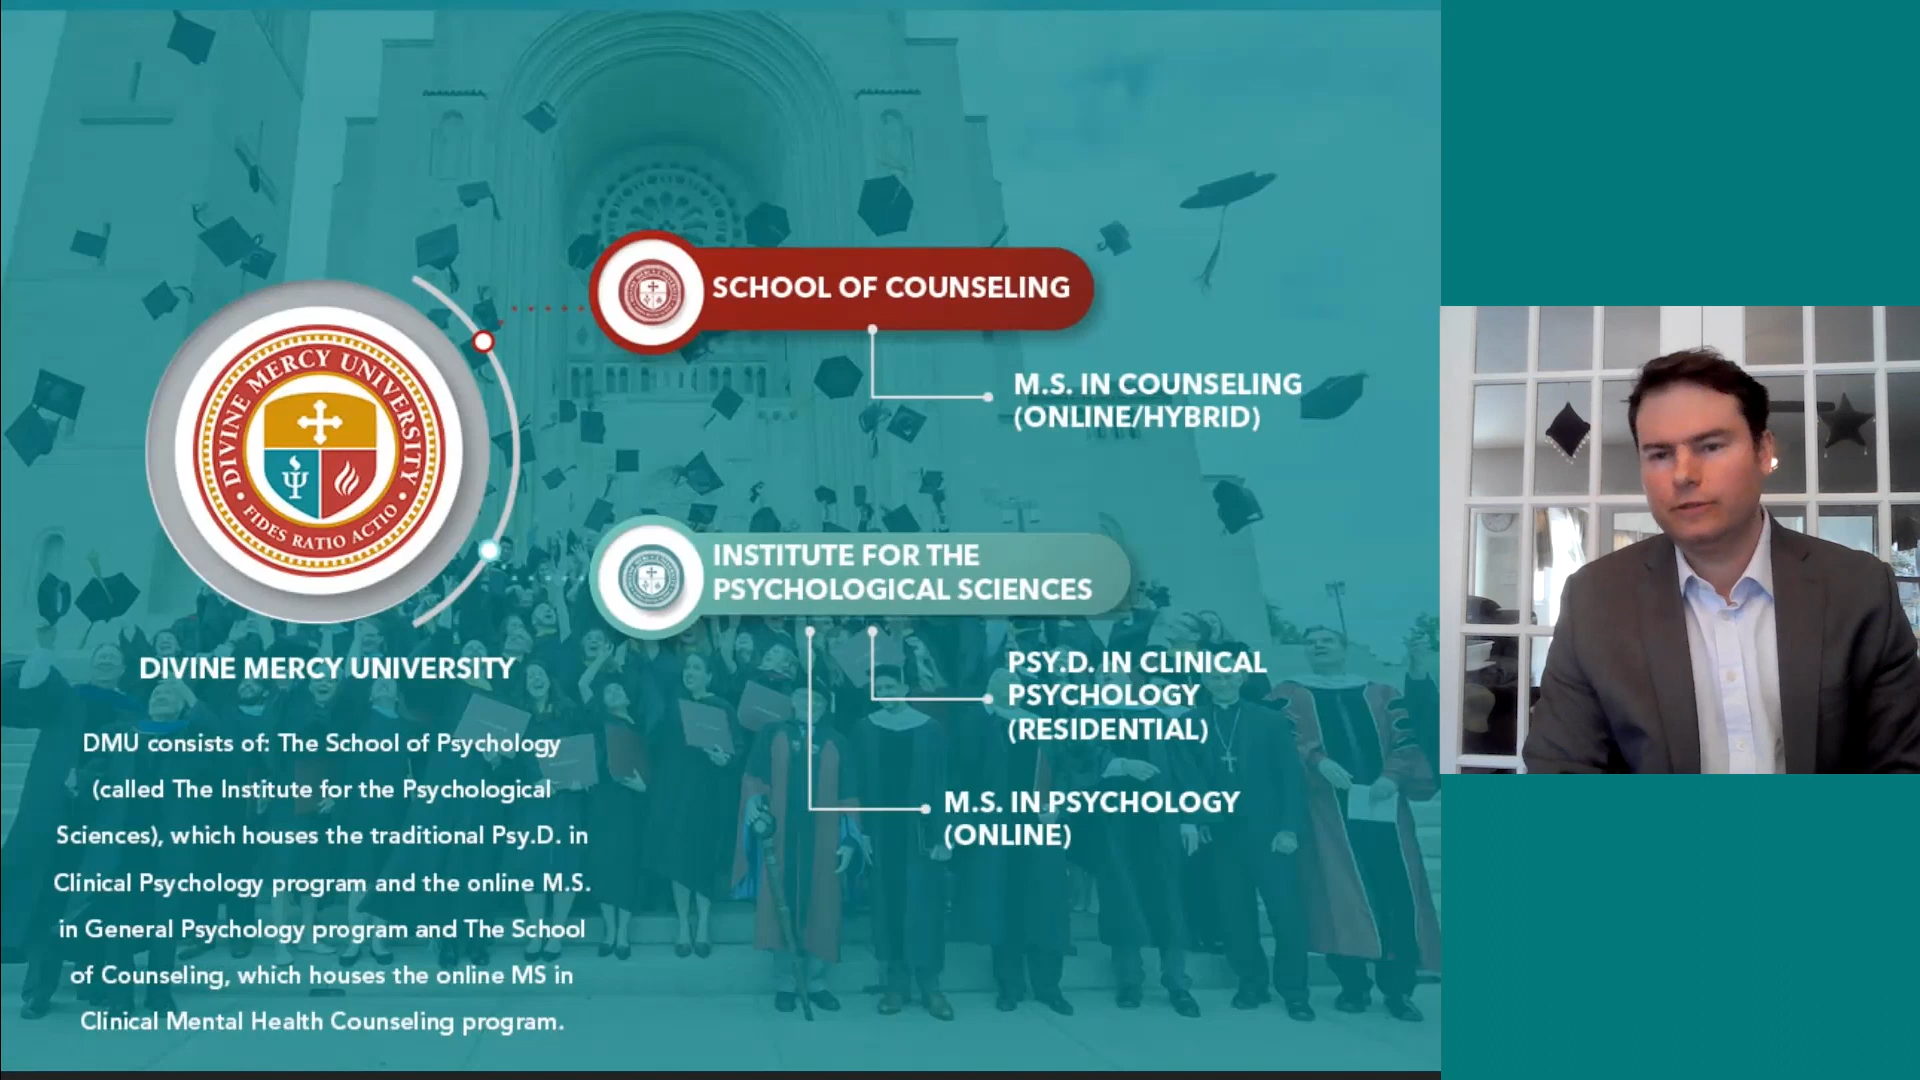 SCHOOL OF COUNSELING
M.S. IN COUNSELING
(ONLINE/HYBRID)
DIVINE MERCY UNIVERSITY
• FIDES RATIO ACTIO •
INSTITUTE FOR THE
PSYCHOLOGICAL SCIENCES
PSY.D. IN CLINICAL
PSYCHOLOGY
(RESIDENTIAL)
M.S. IN PSYCHOLOGY
(ONLINE)
DIVINE MERCY UNIVERSITY
DMU consists of: The School of Psychology
(called The Institute for the Psychological
Sciences), which houses the traditional Psy.D. in
Clinical Psychology program and the online M.S.
in General Psychology program and The School
of Counseling, which houses the online MS in
Clinical Mental Health Counseling program.